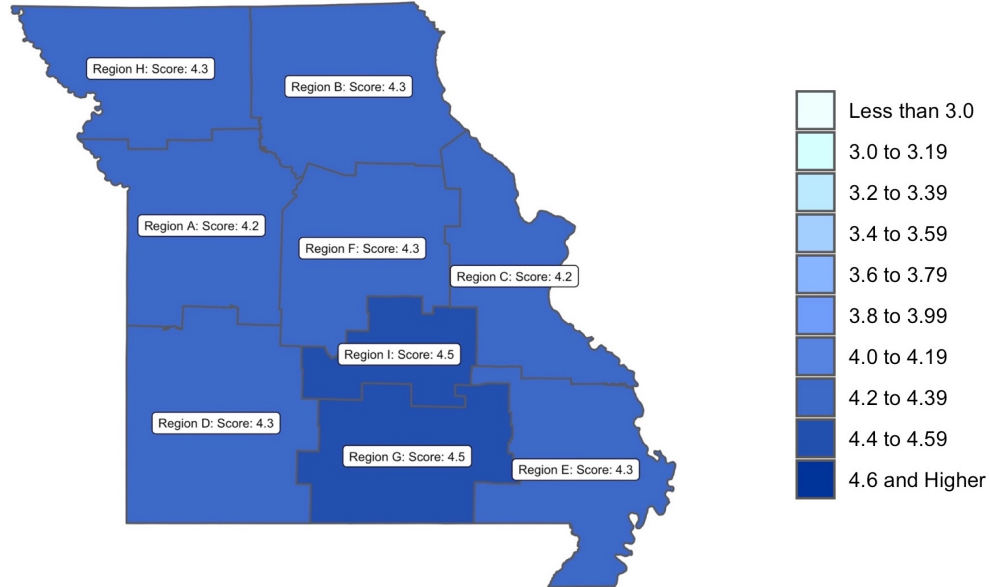 Region H: Score: 4.3
Region B: Score: 4.3
Region A: Score: 4.2
Region F: Score: 4.3
Region C: Score: 4.2
Region I: Score: 4.5
Region D: Score: 4.3
Region G: Score: 4.5
Region E: Score: 4.3
Less than 3.0
3.0 to 3.19
3.2 to 3.39
3.4 to 3.59
3.6 to 3.79
3.8 to 3.99
4.0 to 4.19
4.2 to 4.39
4.4 to 4.59
4.6 and Higher